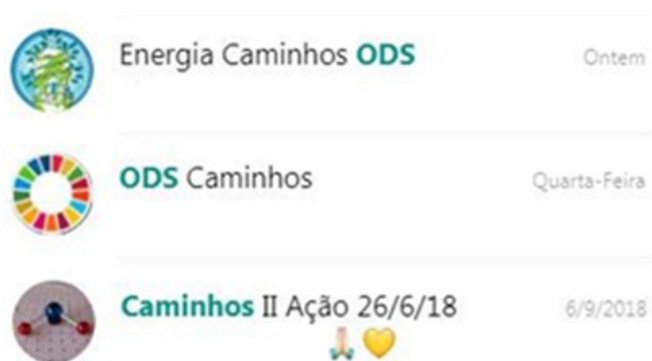 Energia Caminhos ODS
Ontem
ODS Caminhos
Quarta-Feira
Caminhos II Ação 26/6/18
6/9/2018
🙏🏻💛